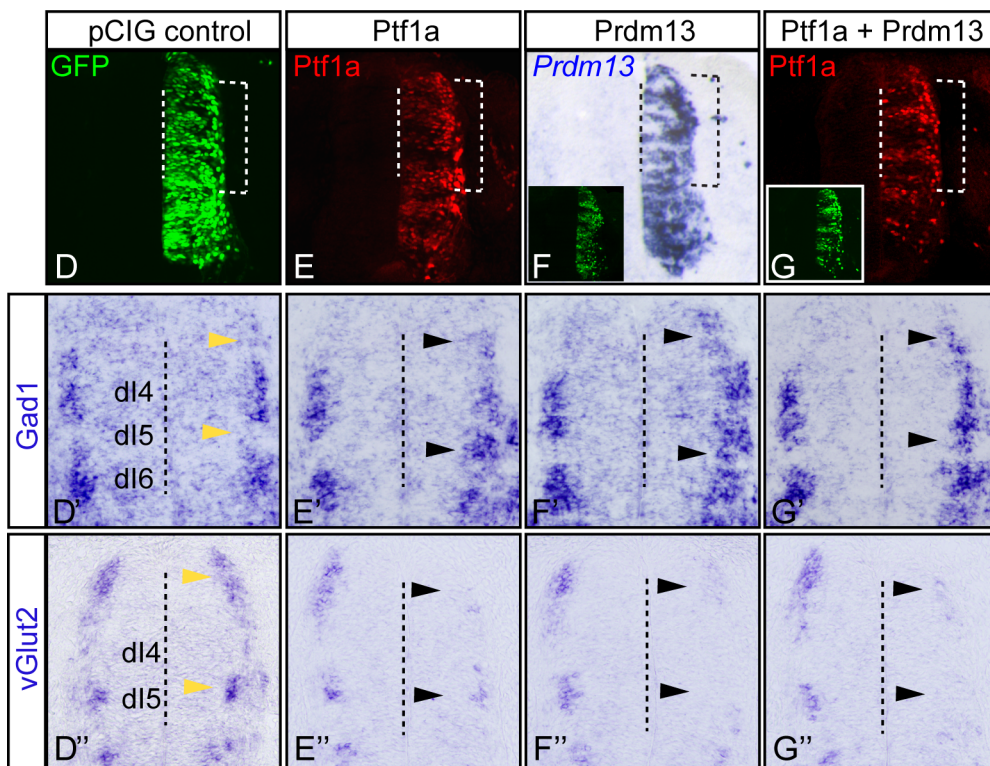 pCIG control
Ptf1a
Prdm13
Ptf1a + Prdm13
GFP
Ptf1a
Prdm13
Ptf1a
D
E
F
G
Gad1
dI4
dI5
dI6
D'
E'
F'
G'
vGlut2
dI4
dI5
D''
E''
F''
G''